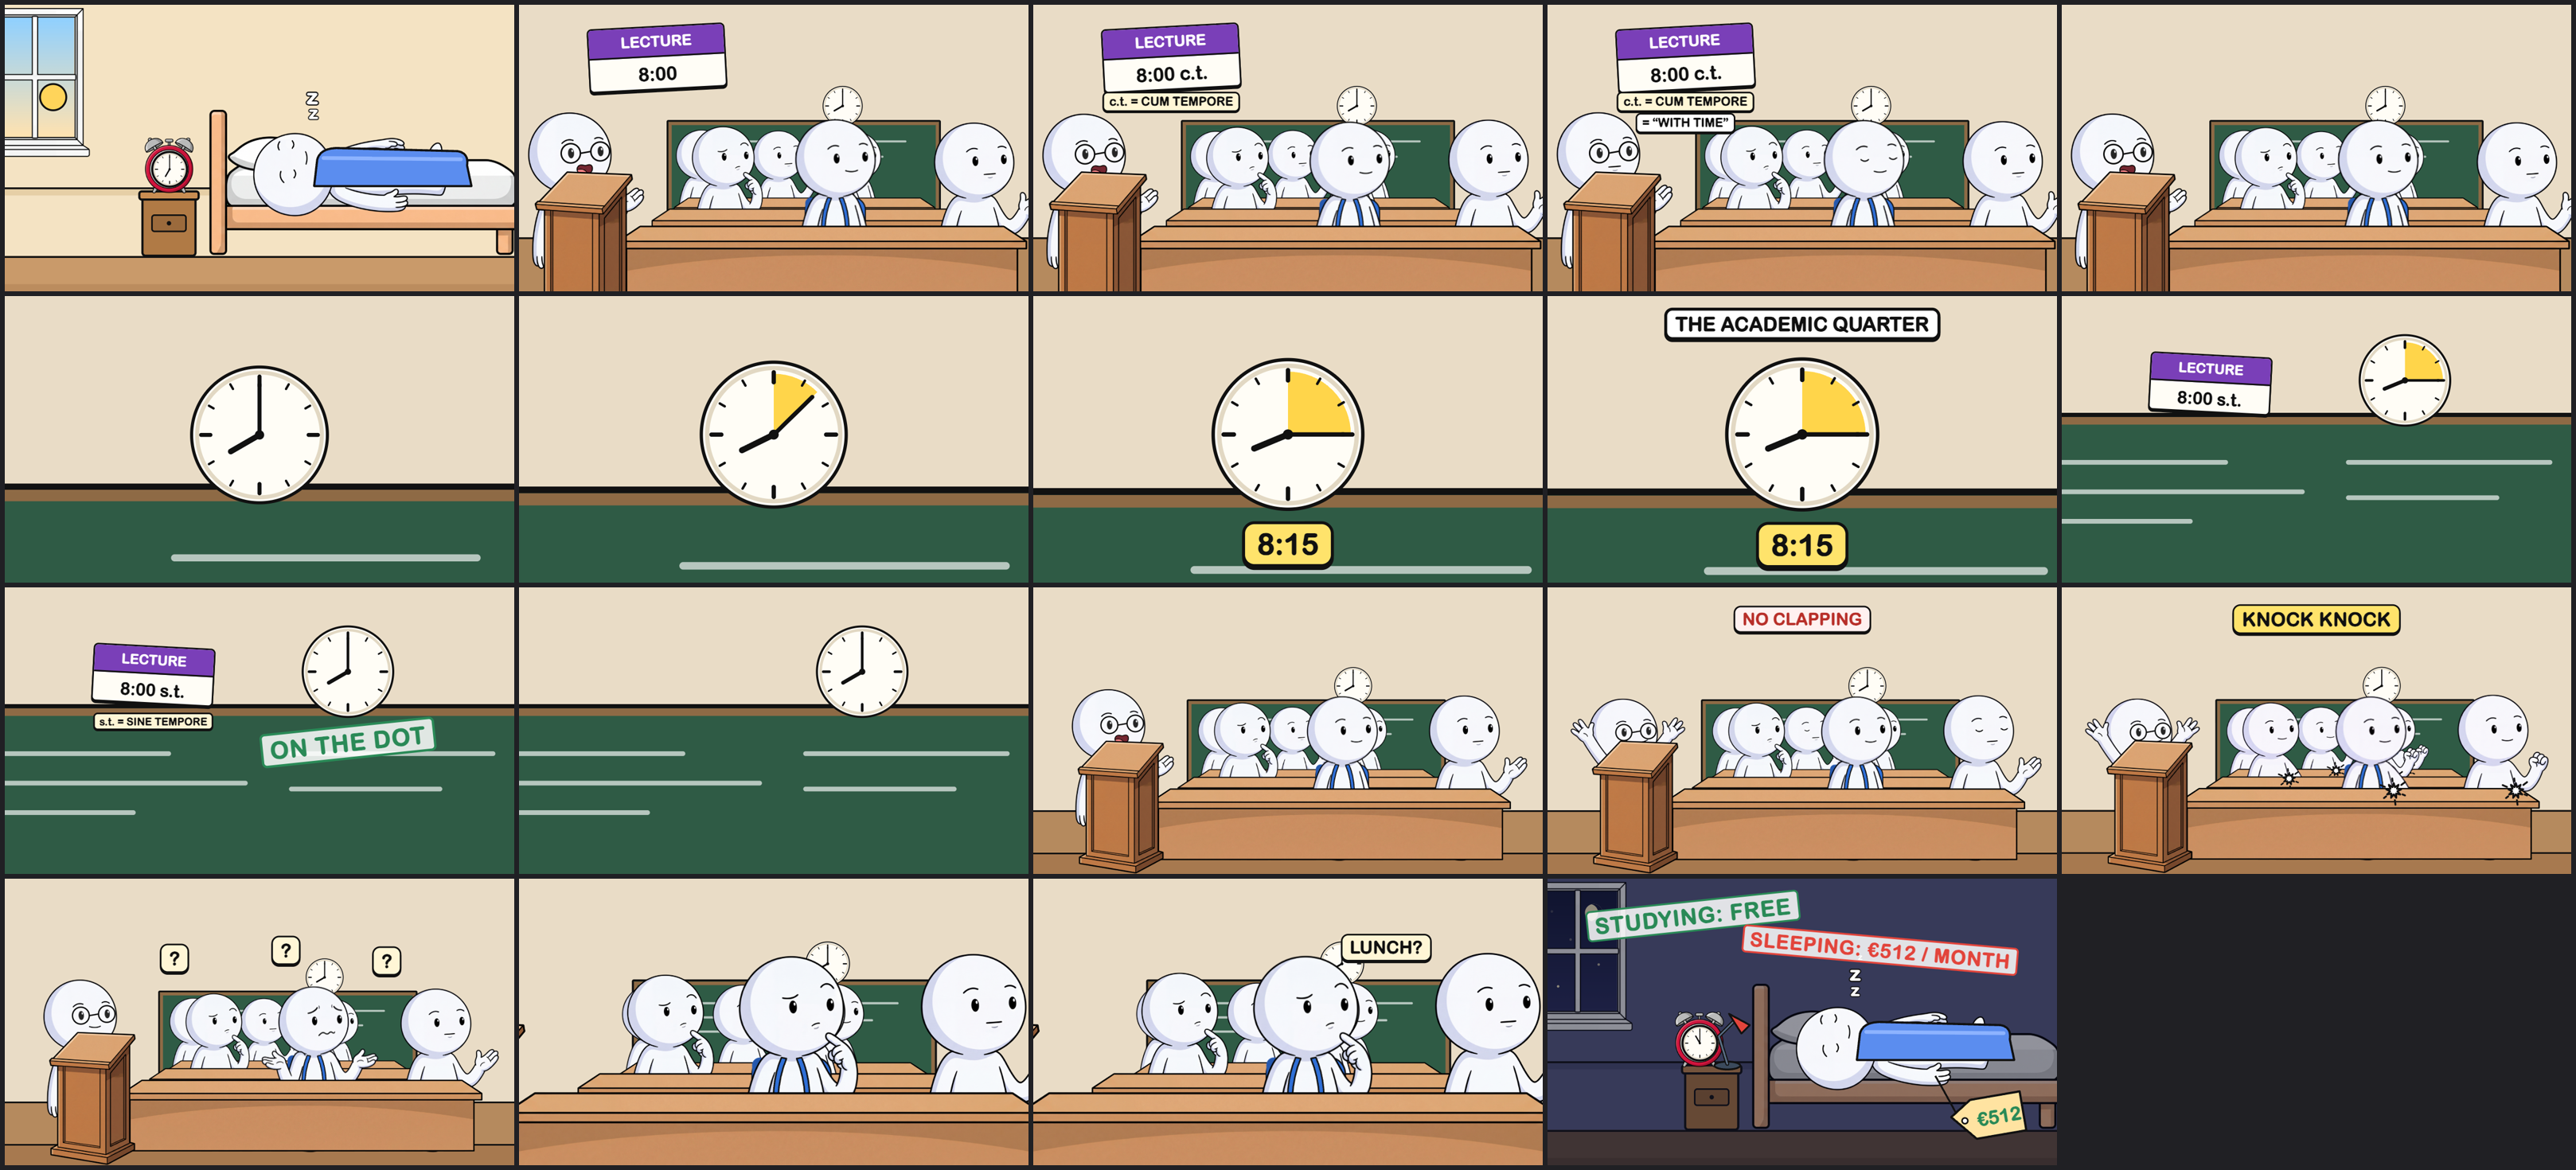 Z
Z
LECTURE
8:00
LECTURE
8:00 c.t.
c.t. = CUM TEMPORE
LECTURE
8:00 c.t.
c.t. = CUM TEMPORE
= “WITH TIME”
8:15
THE ACADEMIC QUARTER
8:15
LECTURE
8:00 s.t.
LECTURE
8:00 s.t.
s.t. = SINE TEMPORE
ON THE DOT
NO CLAPPING
KNOCK KNOCK
?
?
?
LUNCH?
STUDYING: FREE
SLEEPING: €512 / MONTH
Z
Z
€512